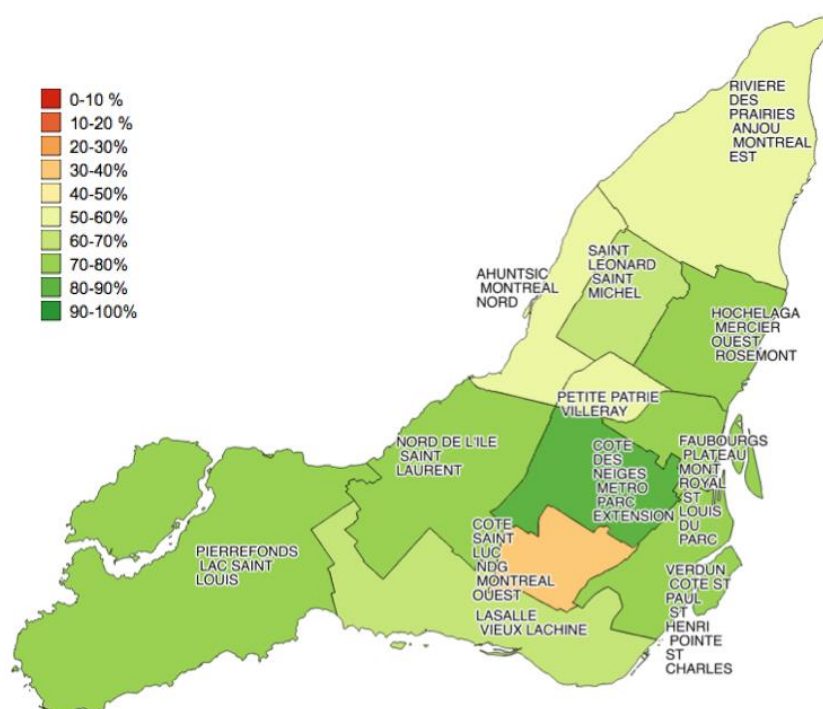 0-10 %
10-20 %
20-30%
30-40%
40-50%
50-60%
60-70%
70-80%
80-90%
90-100%
RIVIERE
DES
PRAIRIES
ANJOU
MONTREAL
EST
AHUNTSIC
MONTREAL
NORD
SAINT
LEONARD
SAINT
MICHEL
HOCHELAGA
MERCIER
OUEST
ROSEMONT
PETITE PATRIE
VILLERAY
NORD DE L'ILE
SAINT
LAURENT
COTE
DES
NEIGES
METRO
PARC
EXTENSION
FAUBOURGS
PLATEAU
MONT
ROYAL
ST
LOUIS
DU
PARC
PIERREFONDS
LAC SAINT
LOUIS
COTE
SAINT
LUC
NDG
MONTREAL
OUEST
LASALLE
VIEUX LACHINE
VERDUN
COTE ST
PAUL
ST
HENRI
POINTE
ST
CHARLES